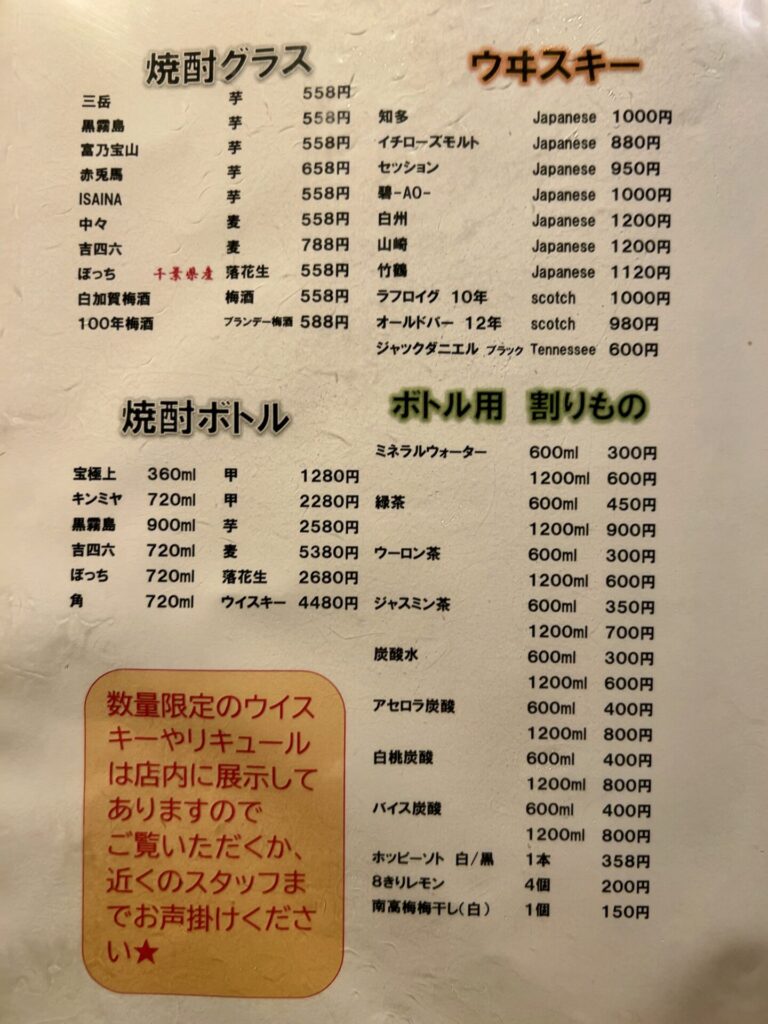 焼酎グラス
三岳 芋 558円
黒霧島 芋 558円
富乃宝山 芋 558円
赤兎馬 芋 658円
ISAINA 芋 558円
中々 麦 558円
吉四六 麦 788円
ぼっち 千葉県産 落花生 558円
白加賀梅酒 梅酒 558円
100年梅酒 ブランデー梅酒 588円
ウヰスキー
知多 Japanese 1000円
イチローズモルト Japanese 880円
セッション Japanese 950円
碧-AO- Japanese 1000円
白州 Japanese 1200円
山崎 Japanese 1200円
竹鶴 Japanese 1120円
ラフロイグ 10年 scotch 1000円
オールドパー 12年 scotch 980円
ジャックダニエル ブラック Tennessee 600円
焼酎ボトル
宝極上 360ml 甲 1280円
キンミヤ 720ml 甲 2280円
黒霧島 900ml 芋 2580円
吉四六 720ml 麦 5380円
ぼっち 720ml 落花生 2680円
角 720ml ウイスキー 4480円
ボトル用 割りもの
ミネラルウォーター 600ml 300円
1200ml 600円
緑茶 600ml 450円
1200ml 900円
ウーロン茶 600ml 300円
1200ml 600円
ジャスミン茶 600ml 350円
1200ml 700円
炭酸水 600ml 300円
1200ml 600円
アセロラ炭酸 600ml 400円
1200ml 800円
白桃炭酸 600ml 400円
1200ml 800円
バイス炭酸 600ml 400円
1200ml 800円
ホッピーソト 白/黒 1本 358円
8きりレモン 4個 200円
南高梅梅干し(白) 1個 150円
数量限定のウイス
キーやリキュール
は店内に展示して
ありますので
ご覧いただくか、
近くのスタッフま
でお声掛けくださ
い★